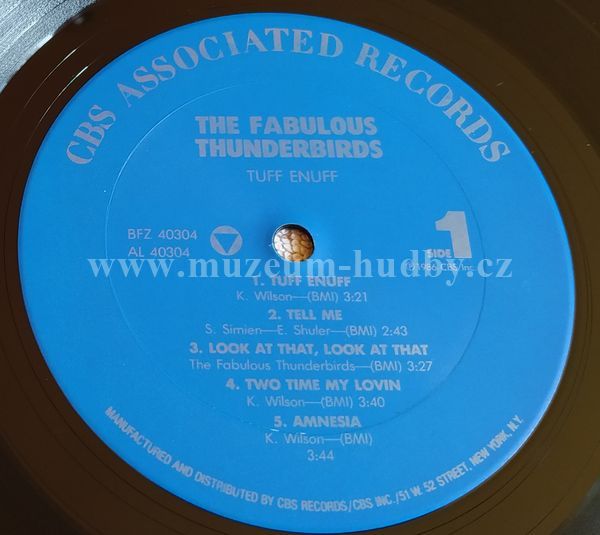 CBS ASSOCIATED RECORDS
THE FABULOUS
THUNDERBIRDS
TUFF ENUFF
BFZ 40304
AL 40304
SIDE 1
℗ 1986 CBS/Inc.
www.muzeum-hudby.cz
1. TUFF ENUFF
K. Wilson—(BMI) 3:21
2. TELL ME
S. Simien—E. Shuler—(BMI) 2:43
3. LOOK AT THAT, LOOK AT THAT
The Fabulous Thunderbirds—(BMI) 3:27
4. TWO TIME MY LOVIN
K. Wilson—(BMI) 3:40
5. AMNESIA
K. Wilson—(BMI)
3:44
MANUFACTURED AND DISTRIBUTED BY CBS RECORDS/CBS INC./51 W. 52 STREET, NEW YORK, N.Y.